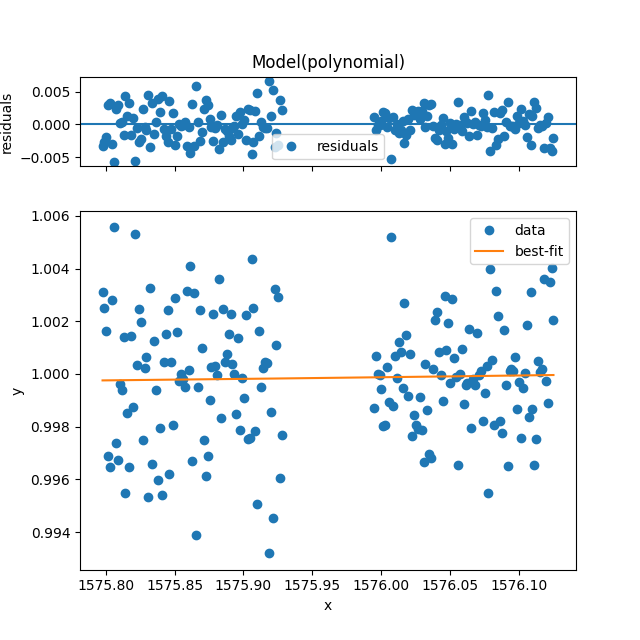 Model(polynomial)
residuals
0.005
0.000
−0.005
residuals
y
1.006
1.004
1.002
1.000
0.998
0.996
0.994
data
best-fit
1575.80 1575.85 1575.90 1575.95 1576.00 1576.05 1576.10
x